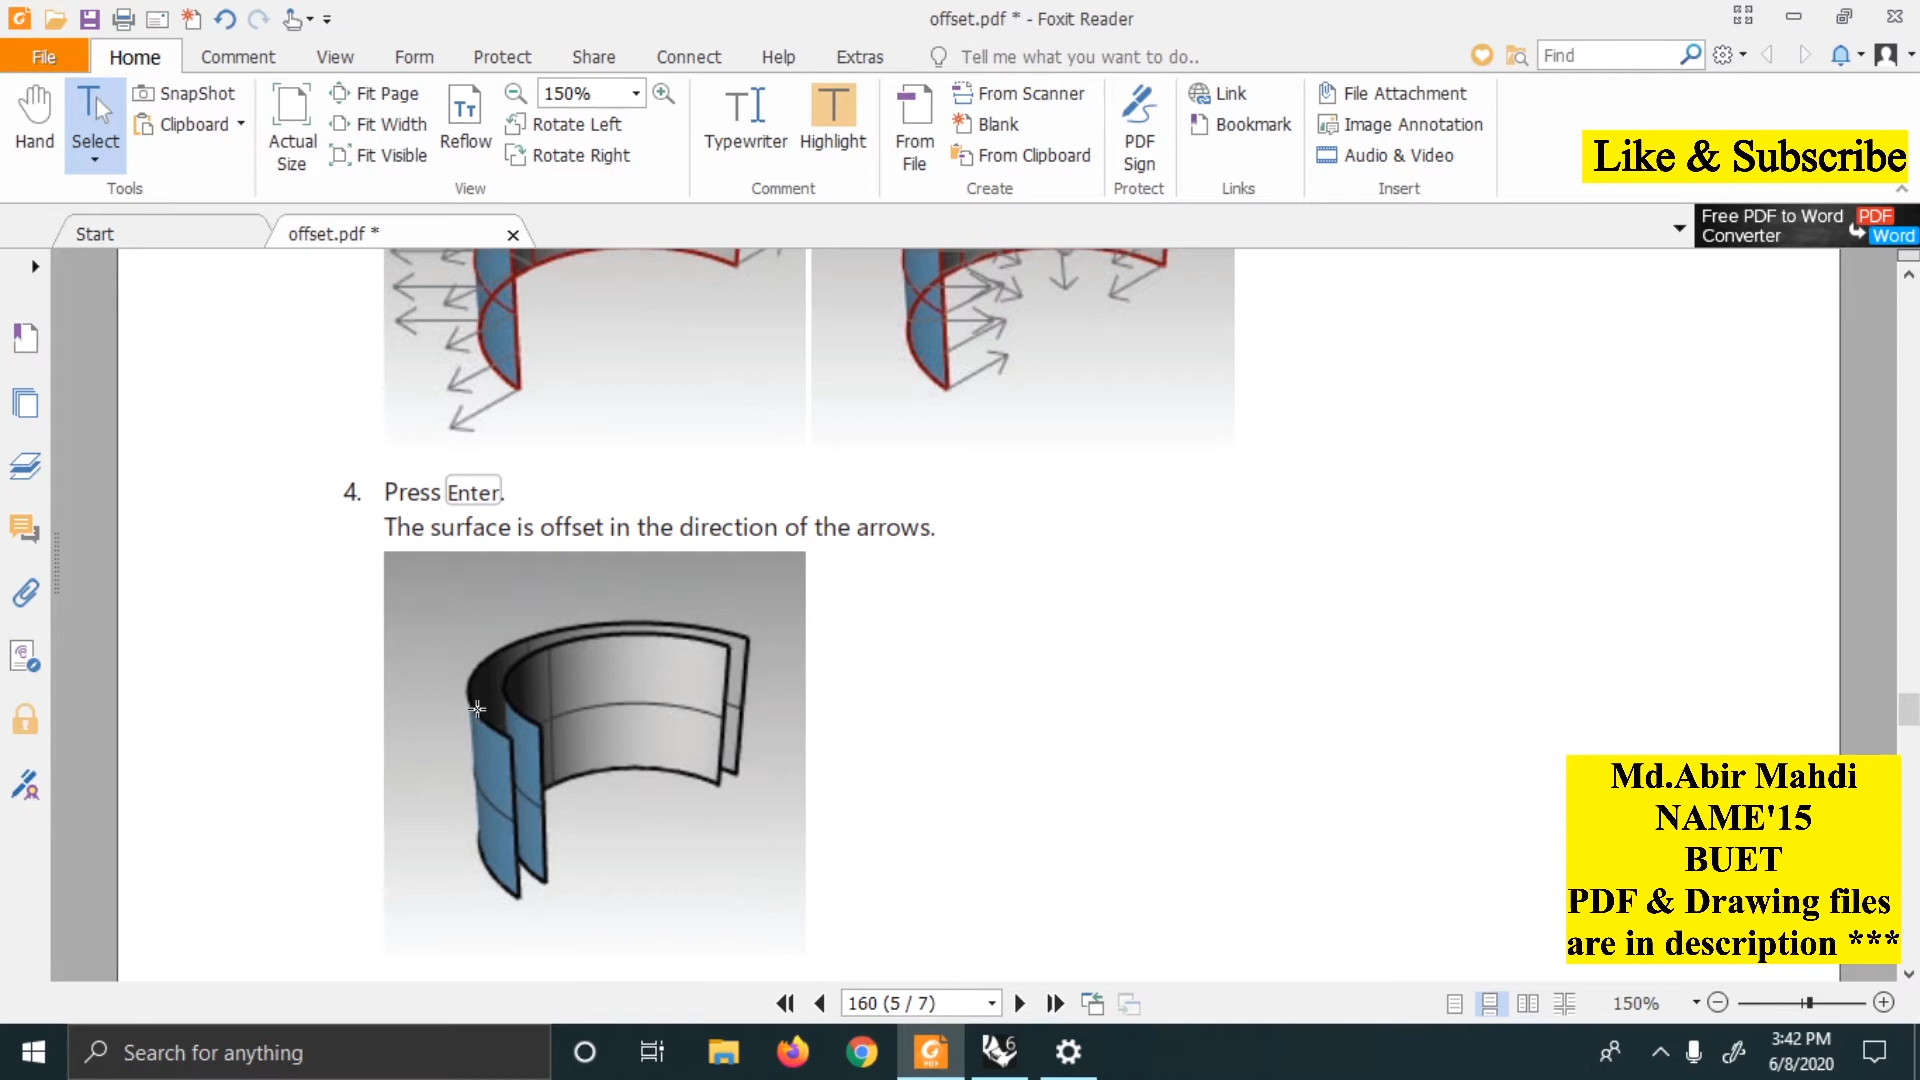 offset.pdf * - Foxit Reader
File Home Comment View Form Protect Share Connect Help Extras Tell me what you want to do.. Find
Hand
Select
SnapShot
Clipboard
Tools
Actual Size
Fit Page
Fit Width
Fit Visible
Reflow
150%
Rotate Left
Rotate Right
View
Typewriter
Highlight
Comment
From File
From Scanner
Blank
From Clipboard
Create
PDF Sign
Protect
Link
Bookmark
Links
File Attachment
Image Annotation
Audio & Video
Insert
Like & Subscribe
Start
offset.pdf *
Free PDF to Word Converter
PDF
Word
4. Press Enter.
The surface is offset in the direction of the arrows.
Md.Abir Mahdi
NAME'15
BUET
PDF & Drawing files
are in description ***
160 (5 / 7)
150%
Search for anything
6
3:42 PM
6/8/2020